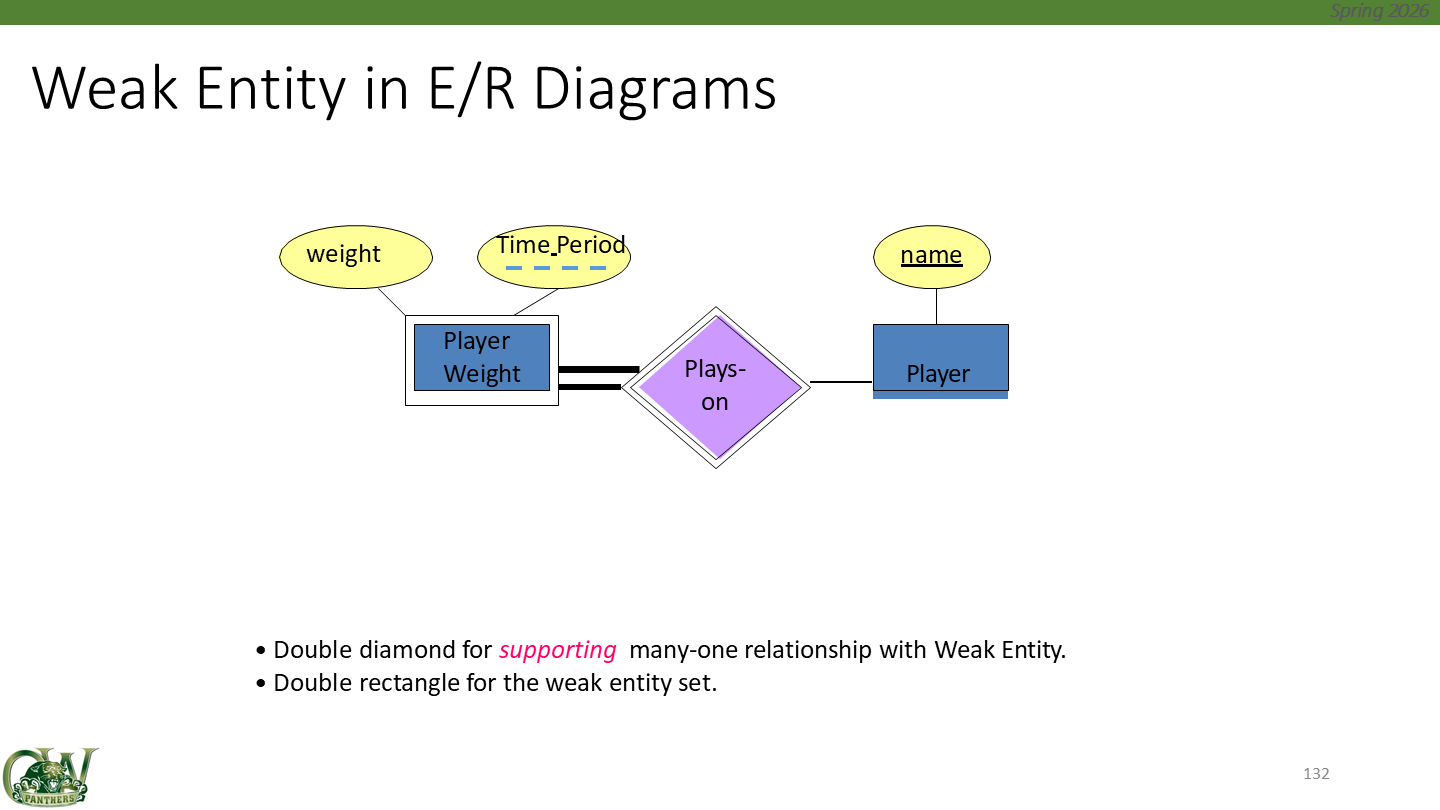 Spring 2026
Weak Entity in E/R Diagrams
weight
Time Period
name
Player
Weight
Plays-
on
Player
• Double diamond for supporting many-one relationship with Weak Entity.
• Double rectangle for the weak entity set.
OW
PANTHERS
132